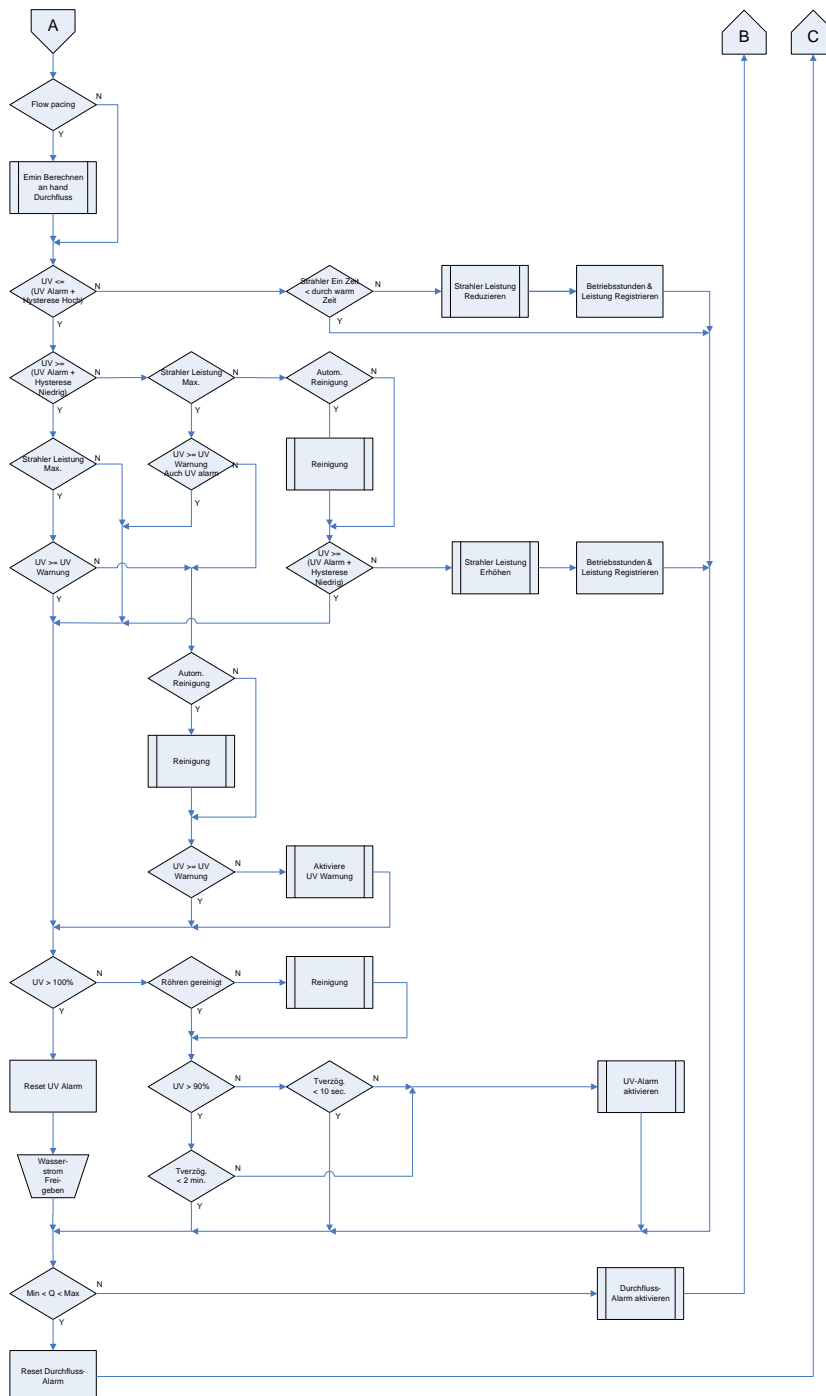 A
B
C
Flow pacing
N
Y
Emin Berechnen
an hand
Durchfluss
UV <=
(UV Alarm +
Hysterese Hoch)
N
Y
Strahler Ein Zeit
< durch warm
Zeit
N
Y
Strahler Leistung
Reduzieren
Betriebsstunden &
Leistung Registrieren
UV >=
(UV Alarm +
Hysterese
Niedrig)
N
Y
Strahler Leistung
Max.
N
Y
Autom.
Reinigung
N
Y
Strahler Leistung
Max.
N
Y
UV >= UV
Warnung
Auch UV alarm
N
Y
Reinigung
UV >= UV
Warnung
N
Y
UV >=
(UV Alarm +
Hysterese
Niedrig)
N
Y
Strahler Leistung
Erhöhen
Betriebsstunden &
Leistung Registrieren
Autom.
Reinigung
N
Y
Reinigung
UV >= UV
Warnung
N
Y
Aktiviere
UV Warnung
UV > 100%
N
Y
Röhren gereinigt
N
Y
Reinigung
Reset UV Alarm
UV > 90%
N
Y
Tverzög.
< 10 sec.
N
Y
UV-Alarm
aktivieren
Wasser-
strom
Frei-
geben
Tverzög.
< 2 min.
N
Y
Min < Q < Max
N
Y
Durchfluss-
Alarm aktivieren
Reset Durchfluss-
Alarm